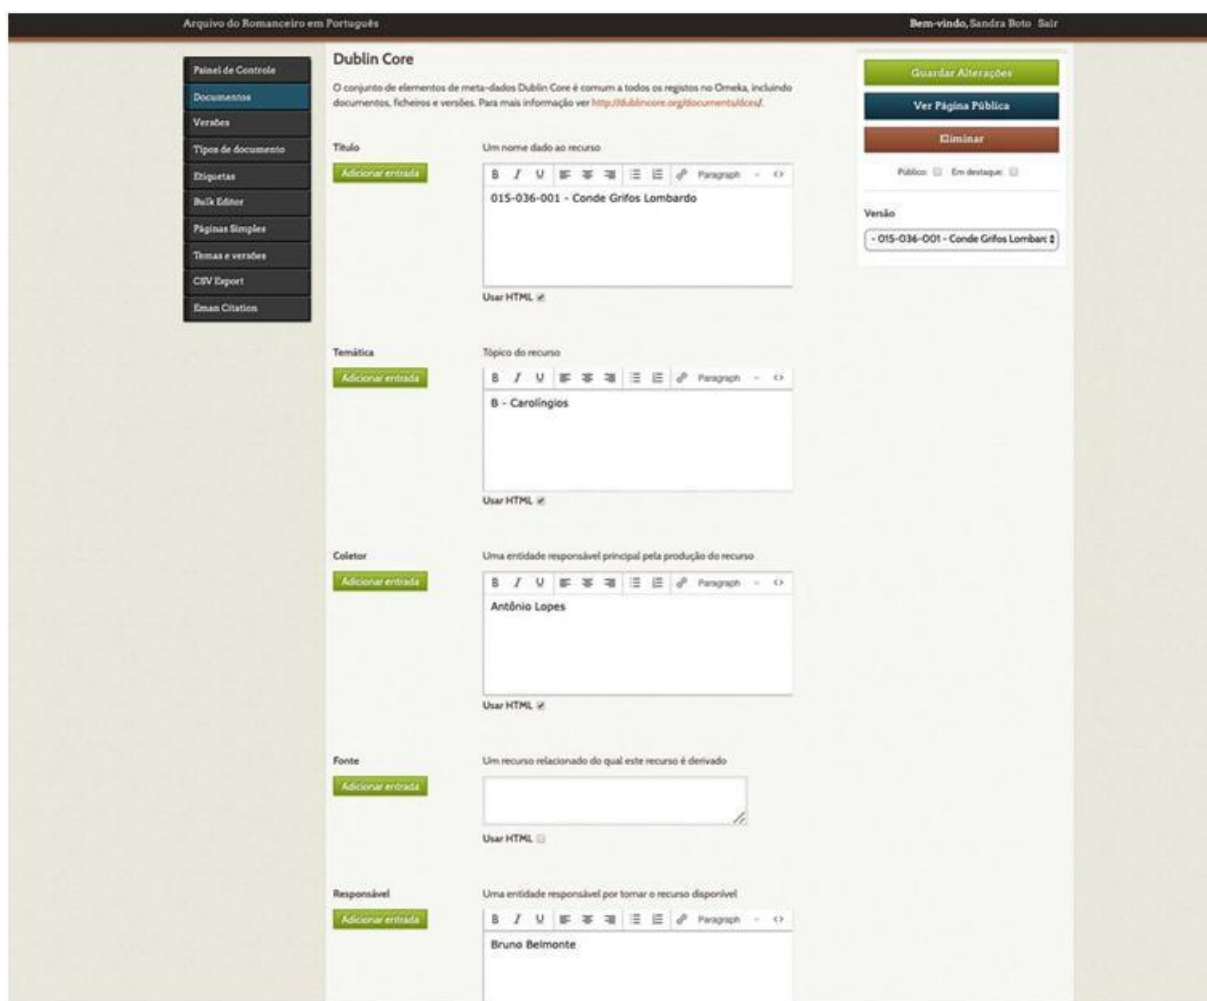 Arquivo do Romanceiro em Português
Bem-vindo, Sandra Boto Sair
Painel de Controle
Documentos
Versões
Tipos de documento
Etiquetas
Bulk Editor
Páginas Simples
Temas e versões
CSV Export
Eman Citation
Dublin Core
O conjunto de elementos de meta-dados Dublin Core é comum a todos os registos no Omeka, incluindo
documentos, ficheiros e versões. Para mais informação ver http://dublincore.org/documents/dces/.
Título
Um nome dado ao recurso
Adicionar entrada
B I U Paragraph
015-036-001 - Conde Grifos Lombardo
Usar HTML
Temática
Tópico do recurso
Adicionar entrada
B I U Paragraph
B - Carolíngios
Usar HTML
Coletor
Uma entidade responsável principal pela produção do recurso
Adicionar entrada
B I U Paragraph
Antônio Lopes
Usar HTML
Fonte
Um recurso relacionado do qual este recurso é derivado
Adicionar entrada
Usar HTML
Responsável
Uma entidade responsável por tornar o recurso disponível
Adicionar entrada
B I U Paragraph
Bruno Belmonte
Guardar Alterações
Ver Página Pública
Eliminar
Público: Em destaque:
Versão
- 015-036-001 - Conde Grifos Lombarc